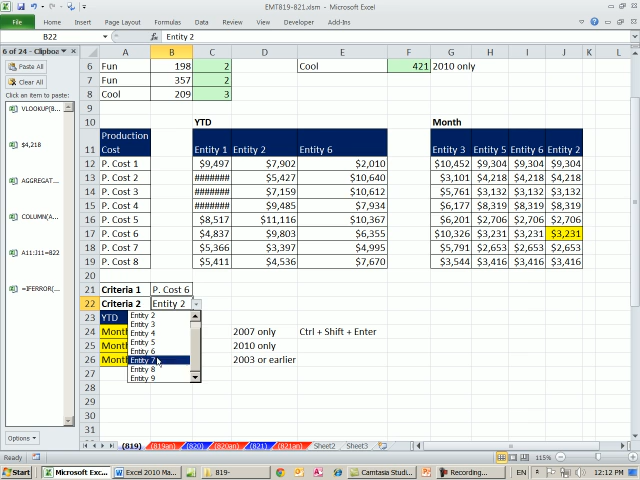 EMT819-821.xlsm - Microsoft Excel
File Home Insert Page Layout Formulas Data Review View Developer Add-Ins
B22 fx Entity 2
6 of 24 - Clipboa
Paste All
Clear All
Click an item to paste:
VLOOKUP(B...
$4,218
AGGREGAT...
COLUMN(A...
A11:J11=B22
=IFERROR(...
Options
A B C D E F G H I J K L
6 Fun 198 2 Cool 421 2010 only
7 Fun 357 2
8 Cool 209 3
9
10 YTD Month
11 Production Cost Entity 1 Entity 2 Entity 6 Entity 3 Entity 5 Entity 6 Entity 2
12 P. Cost 1 $9,497 $7,902 $2,010 $10,452 $9,304 $9,304 $9,304
13 P. Cost 2 ####### $5,427 $10,640 $3,101 $4,218 $4,218 $4,218
14 P. Cost 3 ####### $7,159 $10,612 $5,761 $3,132 $3,132 $3,132
15 P. Cost 4 ####### $9,485 $7,934 $6,177 $8,319 $8,319 $8,319
16 P. Cost 5 $8,517 $11,116 $10,367 $6,201 $2,706 $2,706 $2,706
17 P. Cost 6 $4,837 $9,803 $6,355 $10,326 $3,231 $3,231 $3,231
18 P. Cost 7 $5,366 $3,397 $4,995 $5,791 $2,653 $2,653 $2,653
19 P. Cost 8 $5,411 $4,536 $7,670 $3,544 $3,416 $3,416 $3,416
20
21 Criteria 1 P. Cost 6
22 Criteria 2 Entity 2
23 YTD
24 Month 2007 only Ctrl + Shift + Enter
25 Month 2010 only
26 Month 2003 or earlier
27
28
29
30
31
Entity 2
Entity 3
Entity 4
Entity 5
Entity 6
Entity 7
Entity 8
Entity 9
(819) (819an) (820) (820an) (821) (821an) Sheet2 Sheet3
Ready 115%
Start Microsoft Exc... Word Excel 2010 Ma... 819- Camtasia Studi... Recording... EN 12:12 PM